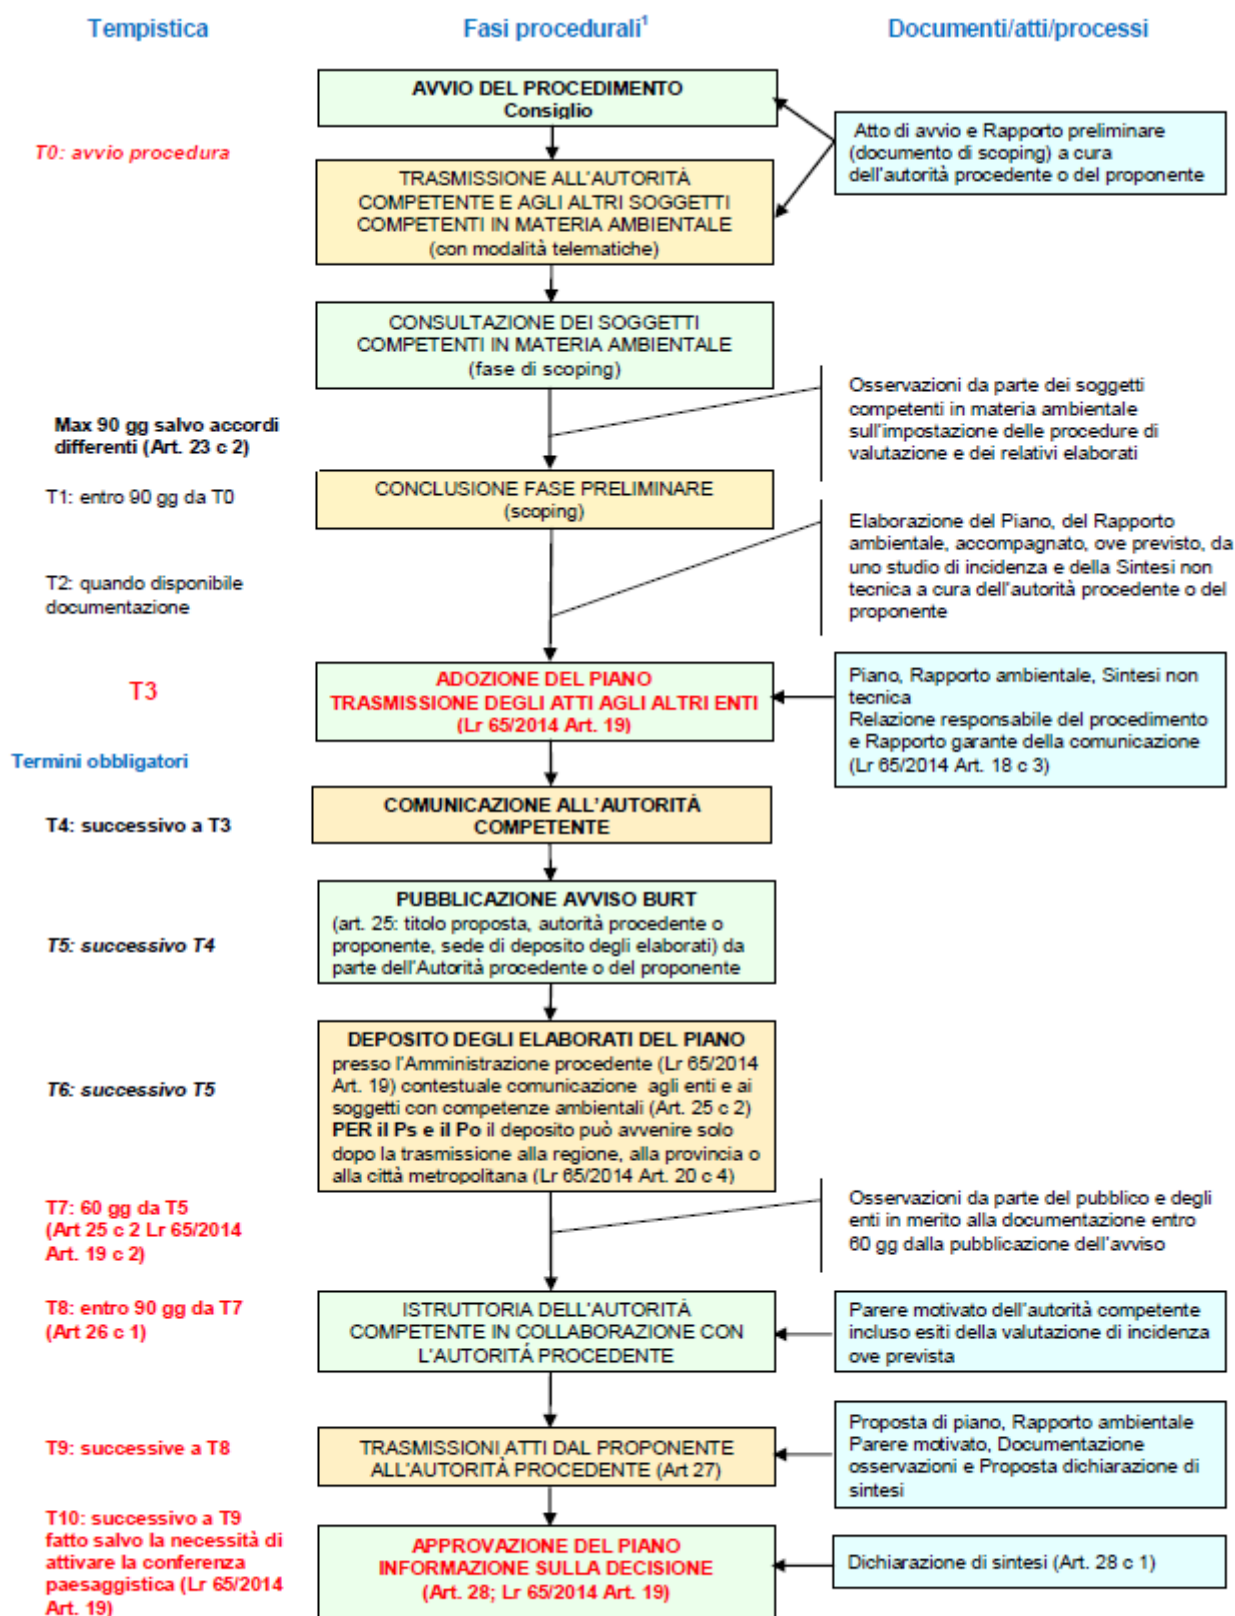 Tempistica
Fasi procedurali¹
Documenti/atti/processi
AVVIO DEL PROCEDIMENTO
Consiglio
T0: avvio procedura
Atto di avvio e Rapporto preliminare
(documento di scoping) a cura
dell'autorità procedente o del proponente
TRASMISSIONE ALL'AUTORITÀ
COMPETENTE E AGLI ALTRI SOGGETTI
COMPETENTI IN MATERIA AMBIENTALE
(con modalità telematiche)
CONSULTAZIONE DEI SOGGETTI
COMPETENTI IN MATERIA AMBIENTALE
(fase di scoping)
Osservazioni da parte dei soggetti
competenti in materia ambientale
sull'impostazione delle procedure di
valutazione e dei relativi elaborati
Max 90 gg salvo accordi
differenti (Art. 23 c 2)
T1: entro 90 gg da T0
CONCLUSIONE FASE PRELIMINARE
(scoping)
Elaborazione del Piano, del Rapporto
ambientale, accompagnato, ove previsto, da
uno studio di incidenza e della Sintesi non
tecnica a cura dell'autorità procedente o del
proponente
T2: quando disponibile
documentazione
T3
ADOZIONE DEL PIANO
TRASMISSIONE DEGLI ATTI AGLI ALTRI ENTI
(Lr 65/2014 Art. 19)
Piano, Rapporto ambientale, Sintesi non
tecnica
Relazione responsabile del procedimento
e Rapporto garante della comunicazione
(Lr 65/2014 Art. 18 c 3)
Termini obbligatori
T4: successivo a T3
COMUNICAZIONE ALL'AUTORITÀ
COMPETENTE
T5: successivo T4
PUBBLICAZIONE AVVISO BURT
(art. 25: titolo proposta, autorità procedente o
proponente, sede di deposito degli elaborati) da
parte dell'Autorità procedente o del proponente
T6: successivo T5
DEPOSITO DEGLI ELABORATI DEL PIANO
presso l'Amministrazione procedente (Lr 65/2014
Art. 19) contestuale comunicazione agli enti e ai
soggetti con competenze ambientali (Art. 25 c 2)
PER il Ps e il Po il deposito può avvenire solo
dopo la trasmissione alla regione, alla provincia o
alla città metropolitana (Lr 65/2014 Art. 20 c 4)
T7: 60 gg da T5
(Art 25 c 2 Lr 65/2014
Art. 19 c 2)
Osservazioni da parte del pubblico e degli
enti in merito alla documentazione entro
60 gg dalla pubblicazione dell'avviso
T8: entro 90 gg da T7
(Art 26 c 1)
ISTRUTTORIA DELL'AUTORITÀ
COMPETENTE IN COLLABORAZIONE CON
L'AUTORITÁ PROCEDENTE
Parere motivato dell'autorità competente
incluso esiti della valutazione di incidenza
ove prevista
T9: successive a T8
TRASMISSIONI ATTI DAL PROPONENTE
ALL'AUTORITÀ PROCEDENTE (Art 27)
Proposta di piano, Rapporto ambientale
Parere motivato, Documentazione
osservazioni e Proposta dichiarazione di
sintesi
T10: successivo a T9
fatto salvo la necessità di
attivare la conferenza
paesaggistica (Lr 65/2014
Art. 19)
APPROVAZIONE DEL PIANO
INFORMAZIONE SULLA DECISIONE
(Art. 28; Lr 65/2014 Art. 19)
Dichiarazione di sintesi (Art. 28 c 1)